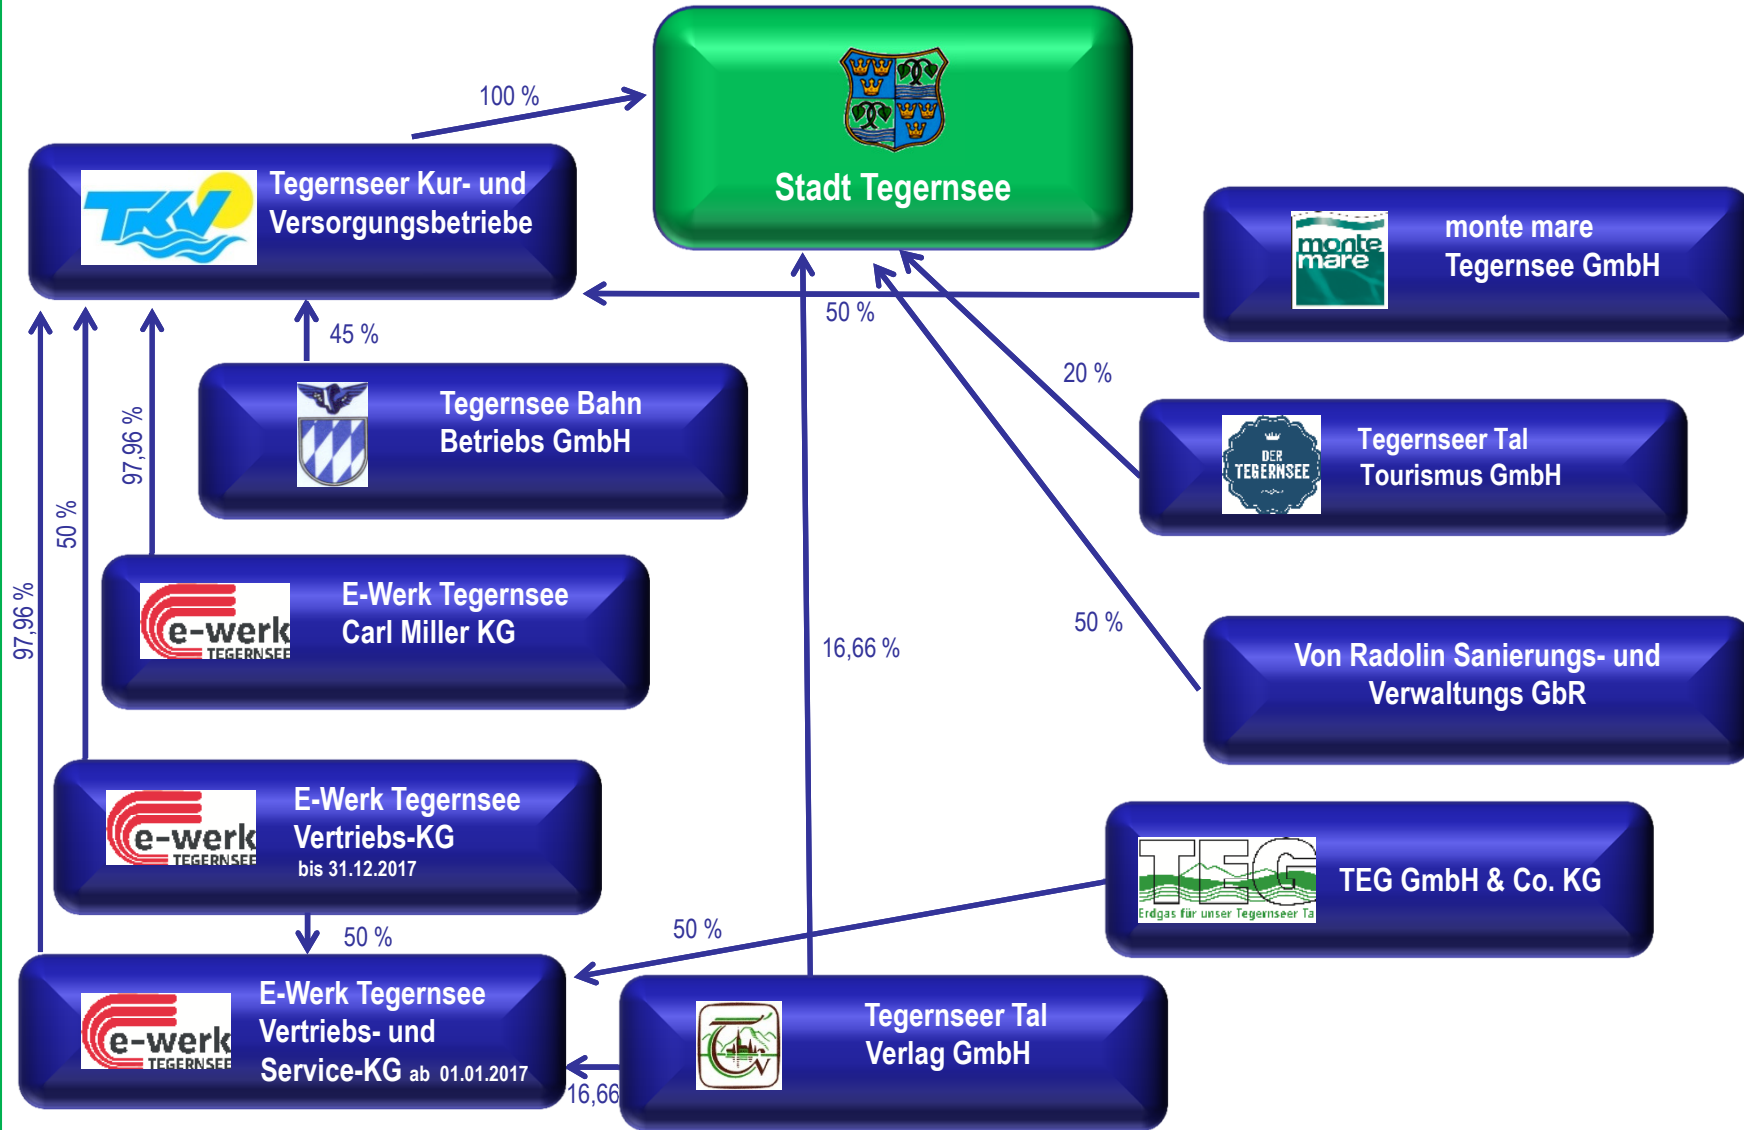 100 %
Stadt Tegernsee
TKV
Tegernseer Kur- und
Versorgungsbetriebe
monte
mare
monte mare
Tegernsee GmbH
50 %
45 %
20 %
Tegernsee Bahn
Betriebs GmbH
97,96 %
DER
TEGERNSEE
Tegernseer Tal
Tourismus GmbH
50 %
97,96 %
e-werk
TEGERNSEE
E-Werk Tegernsee
Carl Miller KG
16,66 %
50 %
Von Radolin Sanierungs- und
Verwaltungs GbR
e-werk
TEGERNSEE
E-Werk Tegernsee
Vertriebs-KG
bis 31.12.2017
TEG
Erdgas für unser Tegernseer Ta
TEG GmbH & Co. KG
50 %
50 %
e-werk
TEGERNSEE
E-Werk Tegernsee
Vertriebs- und
Service-KG ab 01.01.2017
16,66
Tegernseer Tal
Verlag GmbH